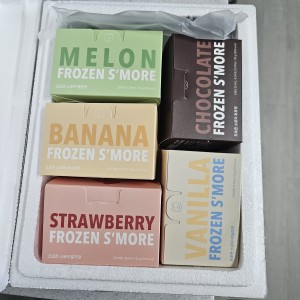 MELON
FROZEN S'MORE
BANANA
FROZEN S'MORE
STRAWBERRY
FROZEN S'MORE
CHOCOLATE
FROZEN S'MORE
VANILLA
FROZEN S'MORE